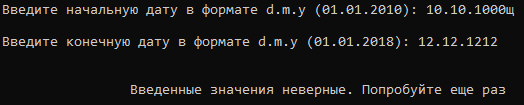 Введите начальную дату в формате d.m.y (01.01.2010): 10.10.1000щ
Введите конечную дату в формате d.m.y (01.01.2018): 12.12.1212
Введенные значения неверные. Попробуйте еще раз